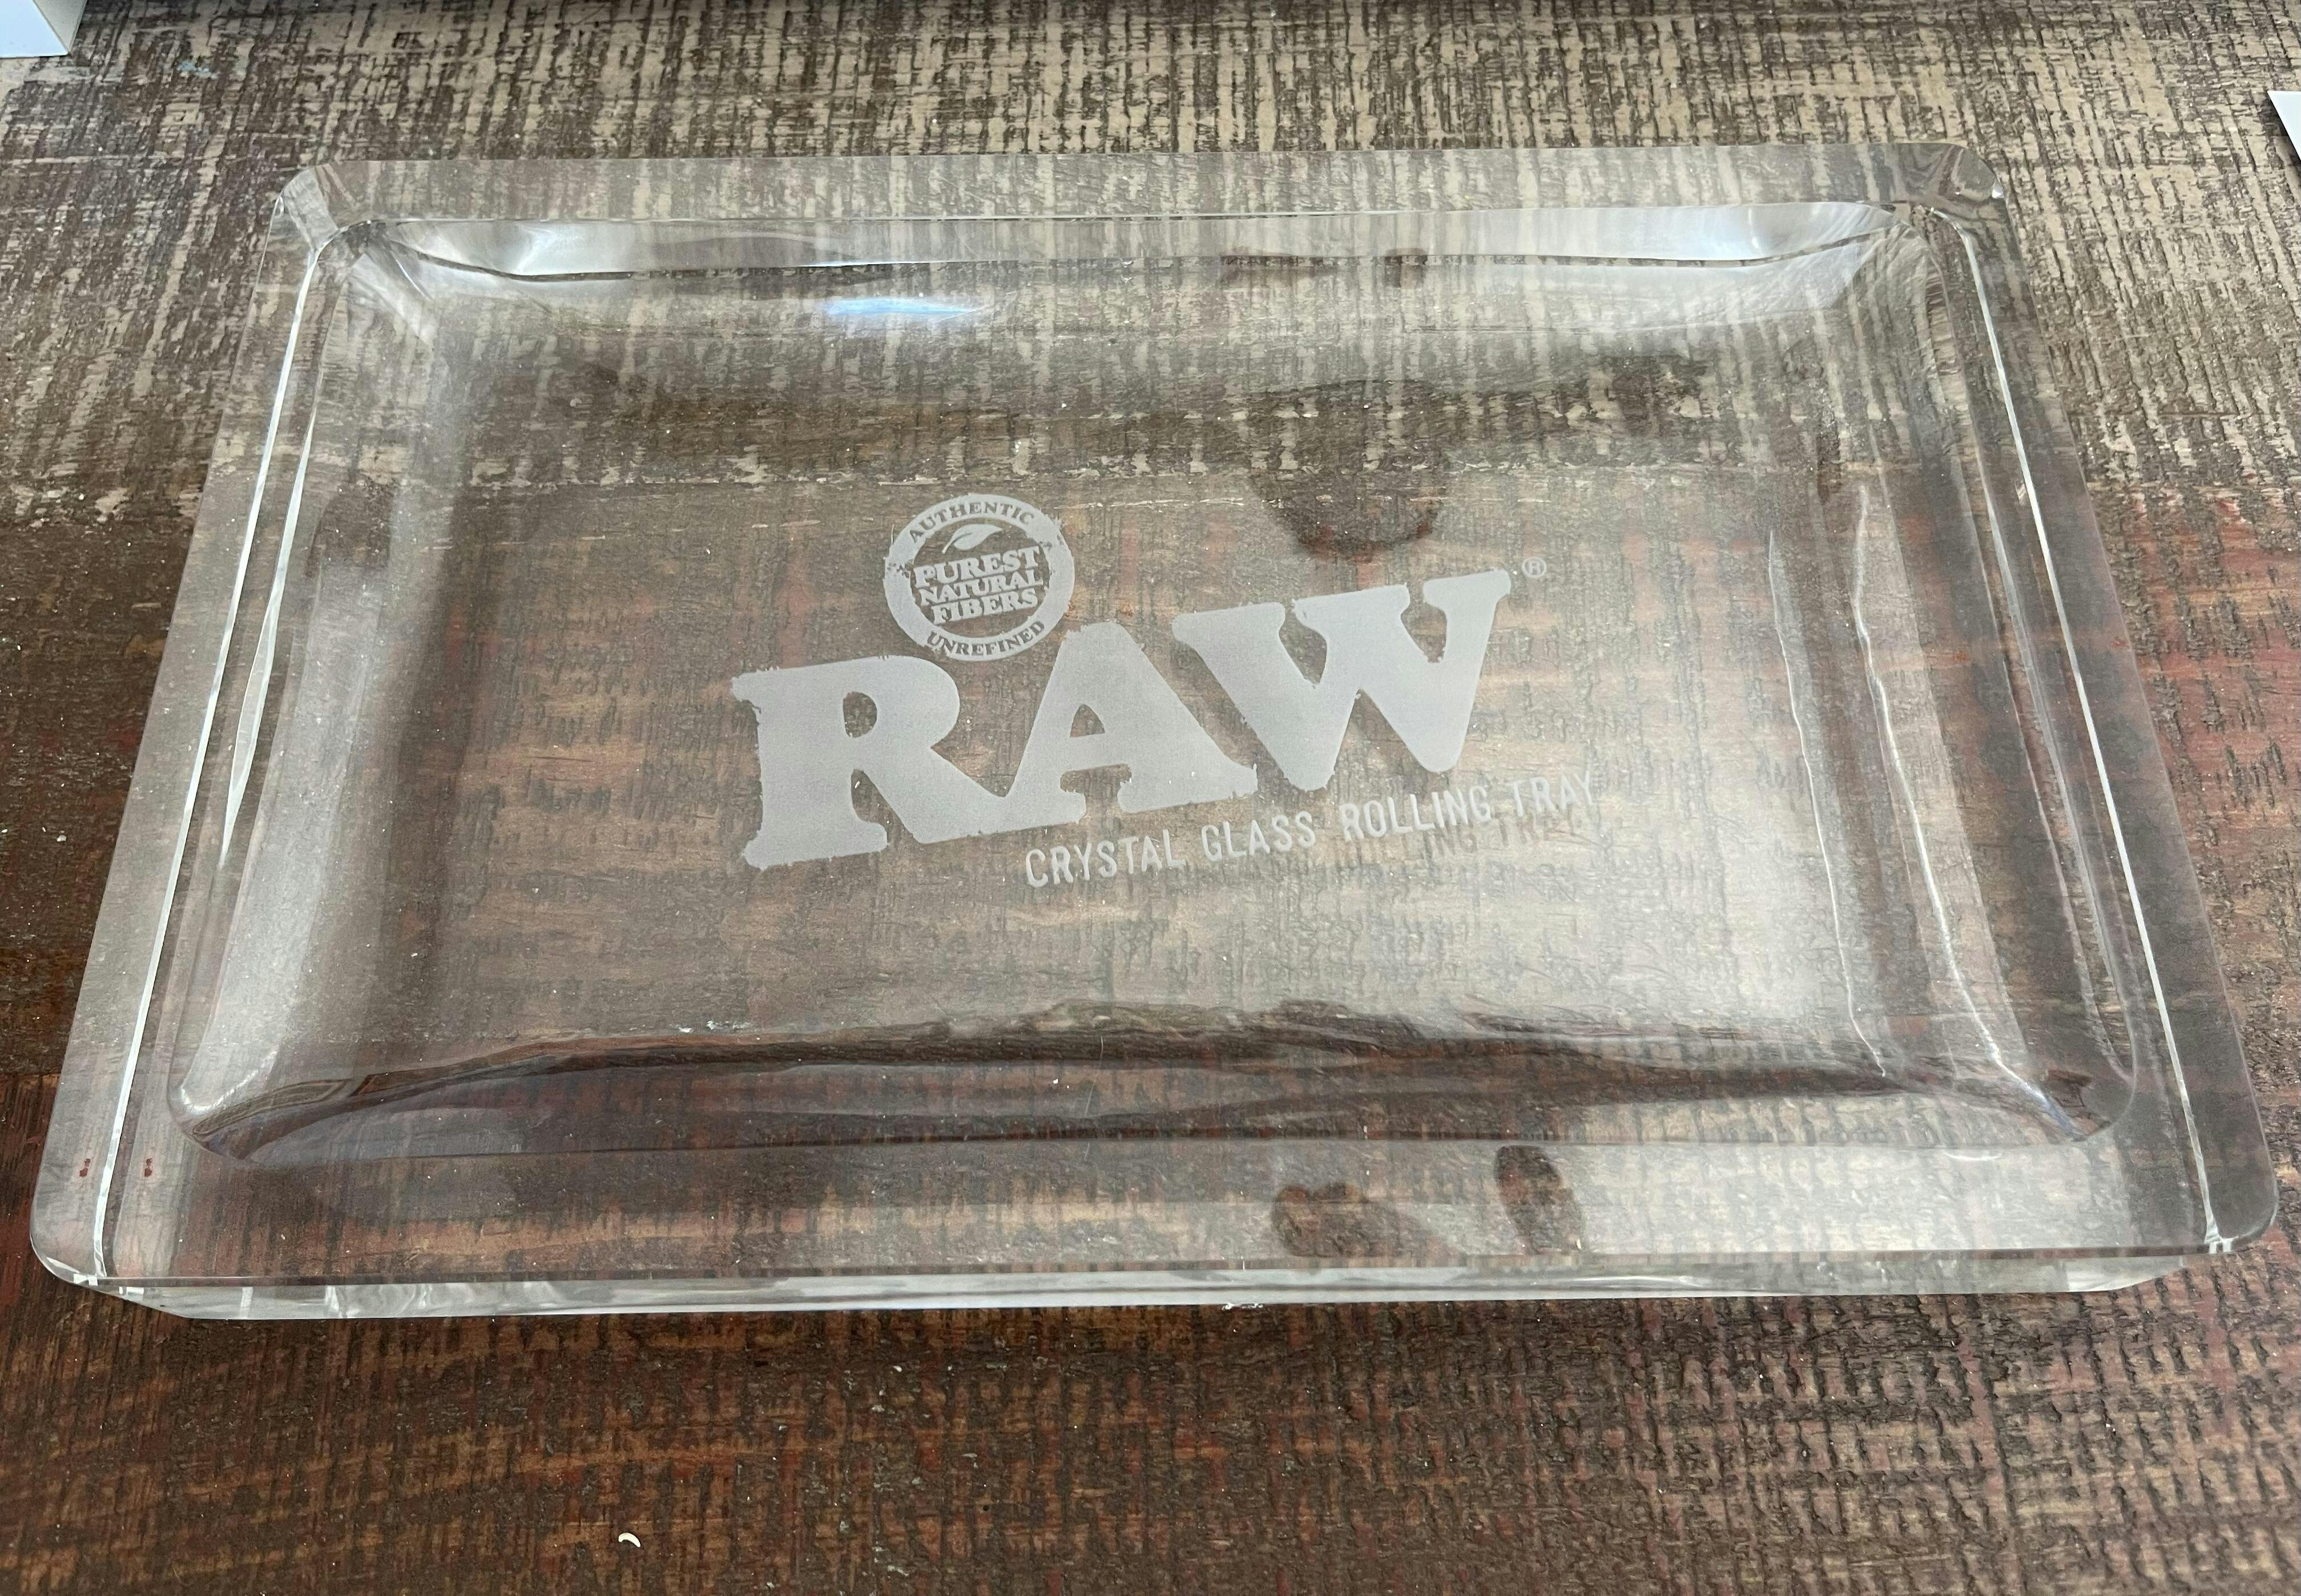 AUTHENTIC
PUREST
NATURAL
FIBERS
UNREFINED
RAW®
CRYSTAL GLASS ROLLING TRAY